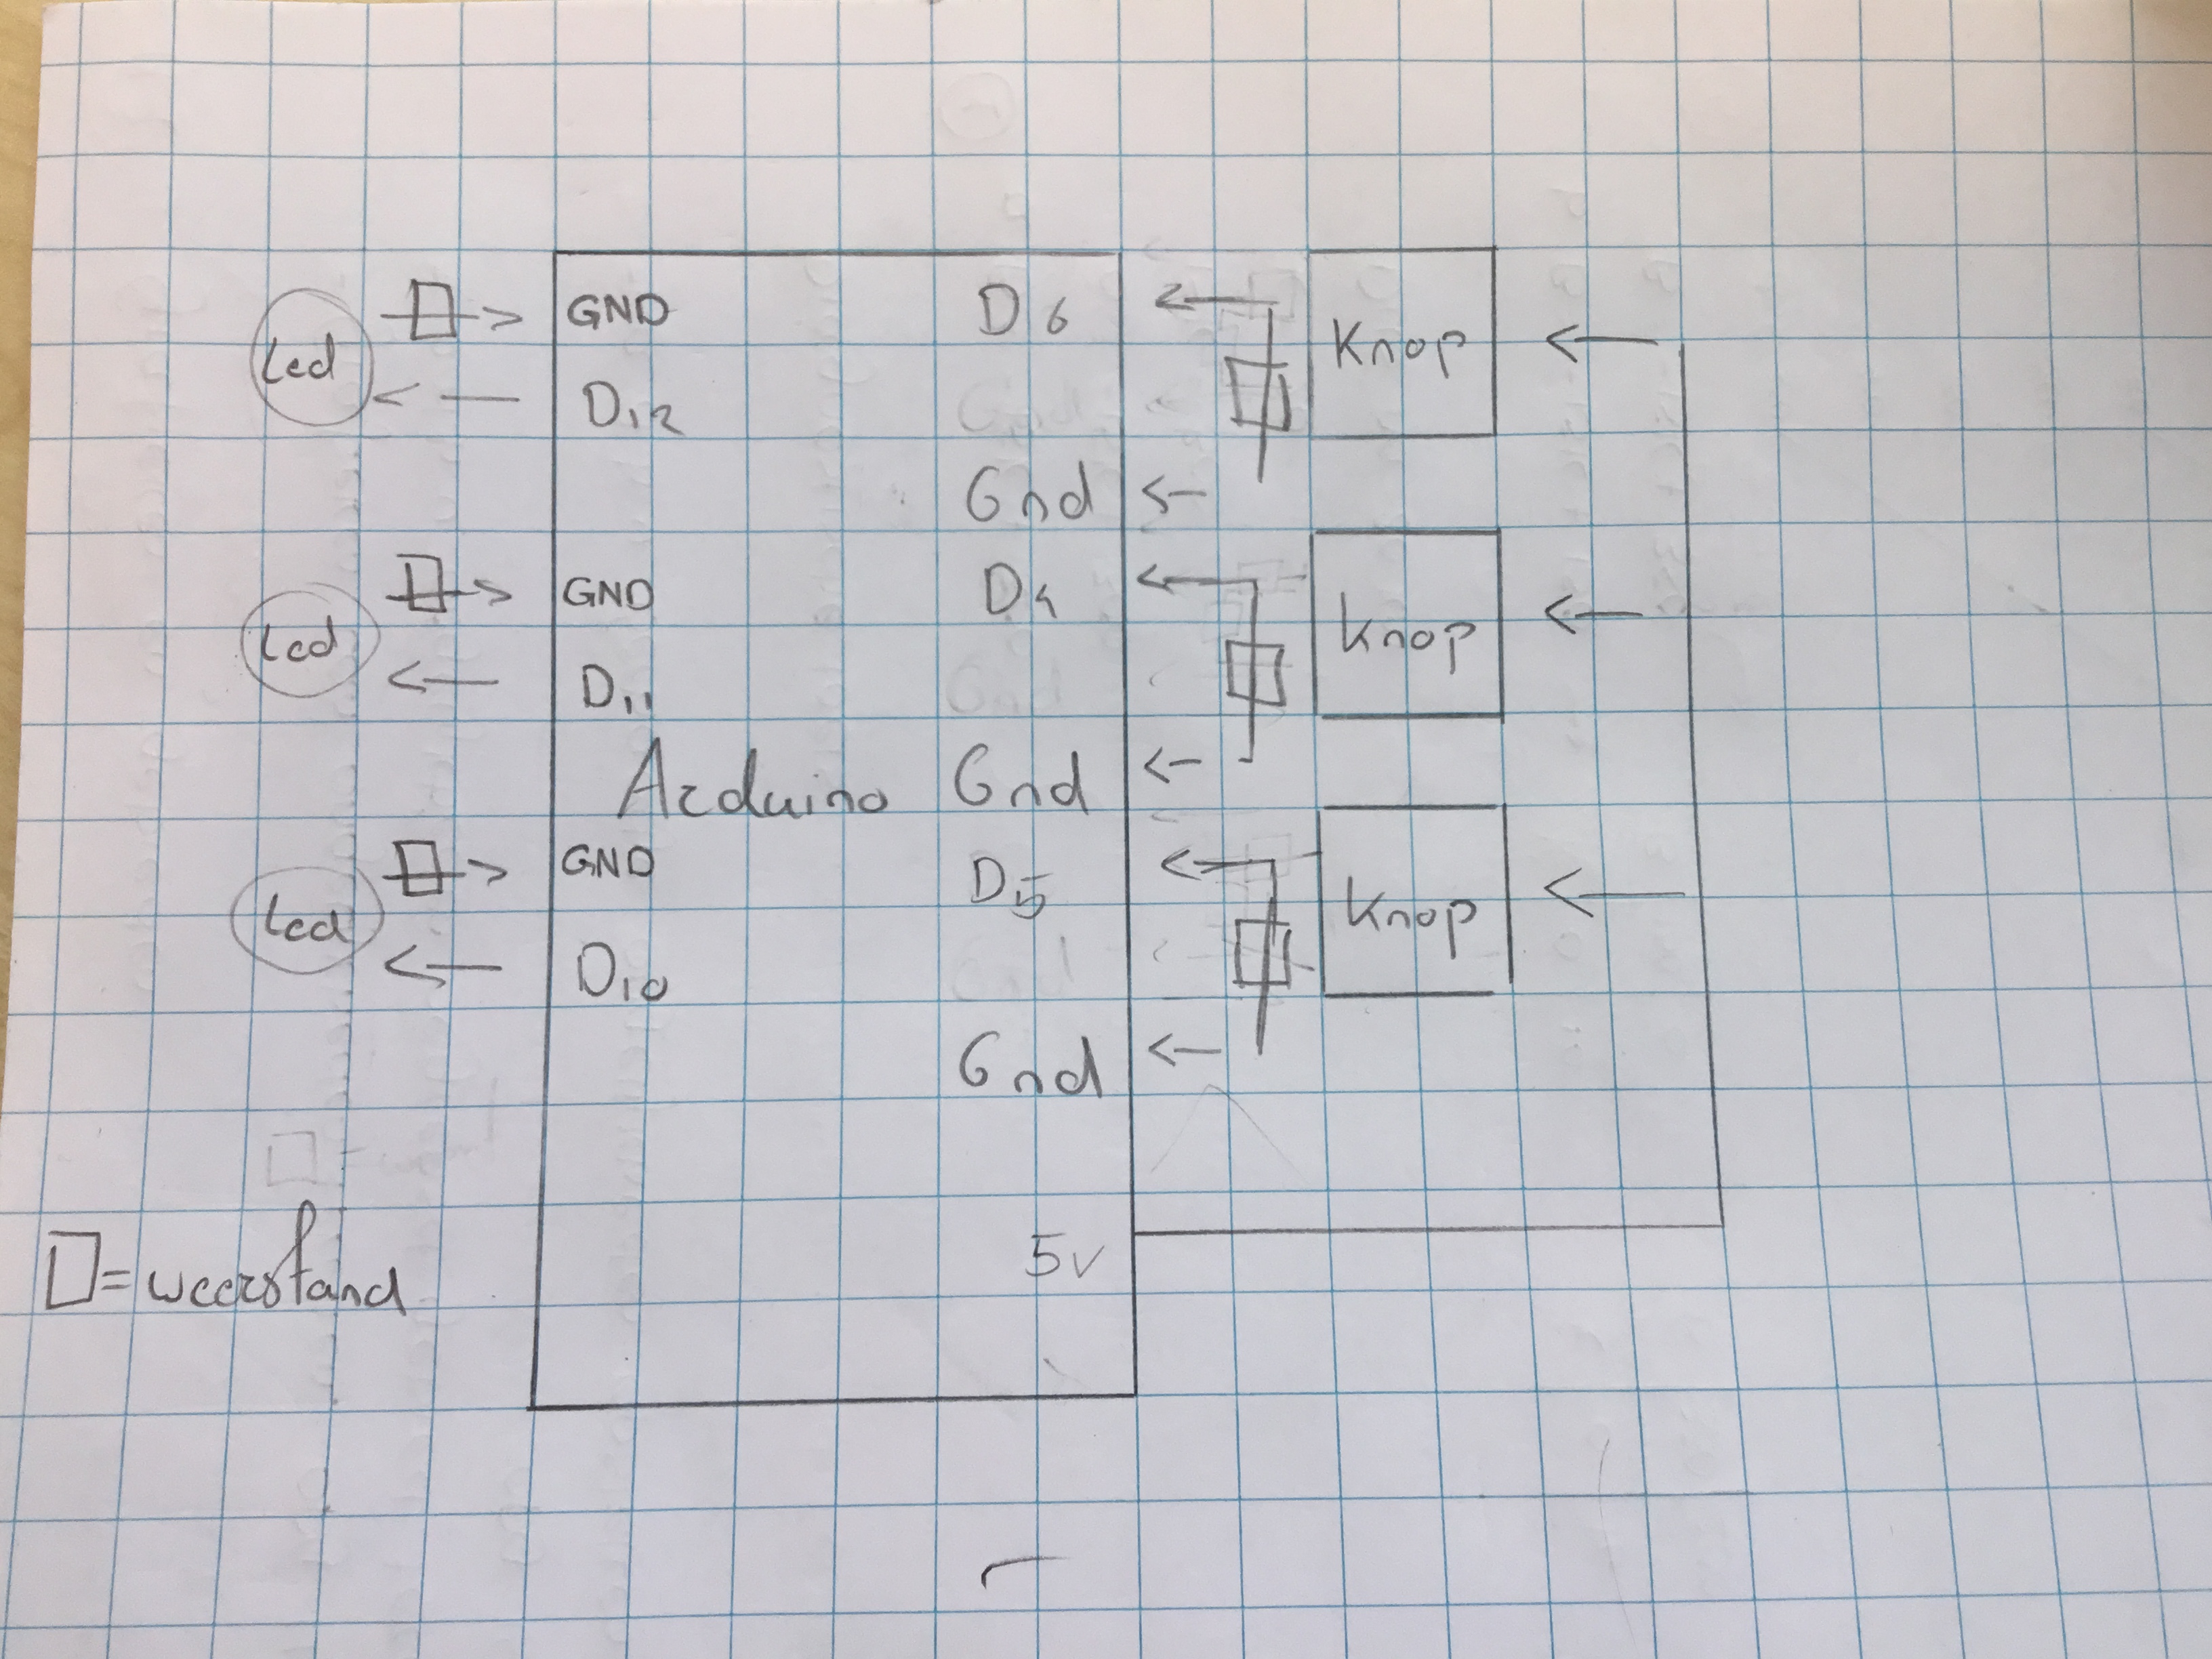 GND D6 Knop
Led
D12
Gnd
GND D4 Knop
Led
D11
Arduino Gnd
GND D5 Knop
Led
D10
Gnd
5v
= weerstand